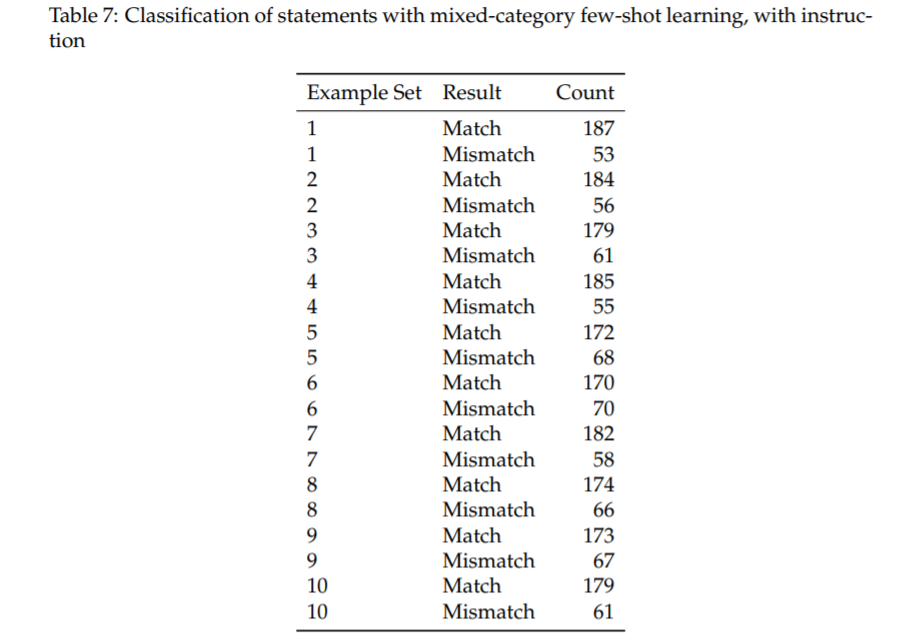 Table 7: Classification of statements with mixed-category few-shot learning, with instruc-
tion
Example Set Result Count
1 Match 187
1 Mismatch 53
2 Match 184
2 Mismatch 56
3 Match 179
3 Mismatch 61
4 Match 185
4 Mismatch 55
5 Match 172
5 Mismatch 68
6 Match 170
6 Mismatch 70
7 Match 182
7 Mismatch 58
8 Match 174
8 Mismatch 66
9 Match 173
9 Mismatch 67
10 Match 179
10 Mismatch 61